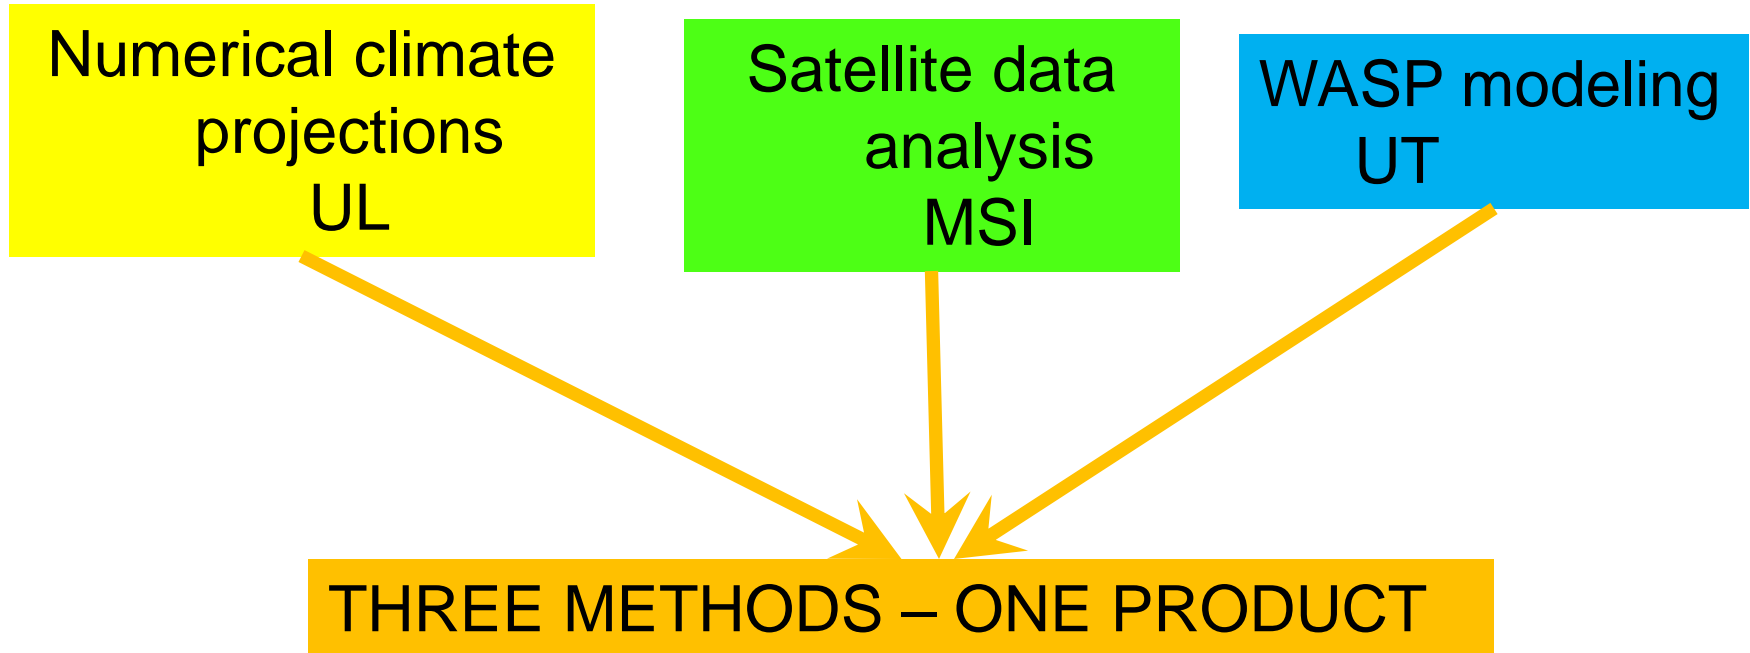 Numerical climate
projections
UL
Satellite data
analysis
MSI
WASP modeling
UT
THREE METHODS – ONE PRODUCT